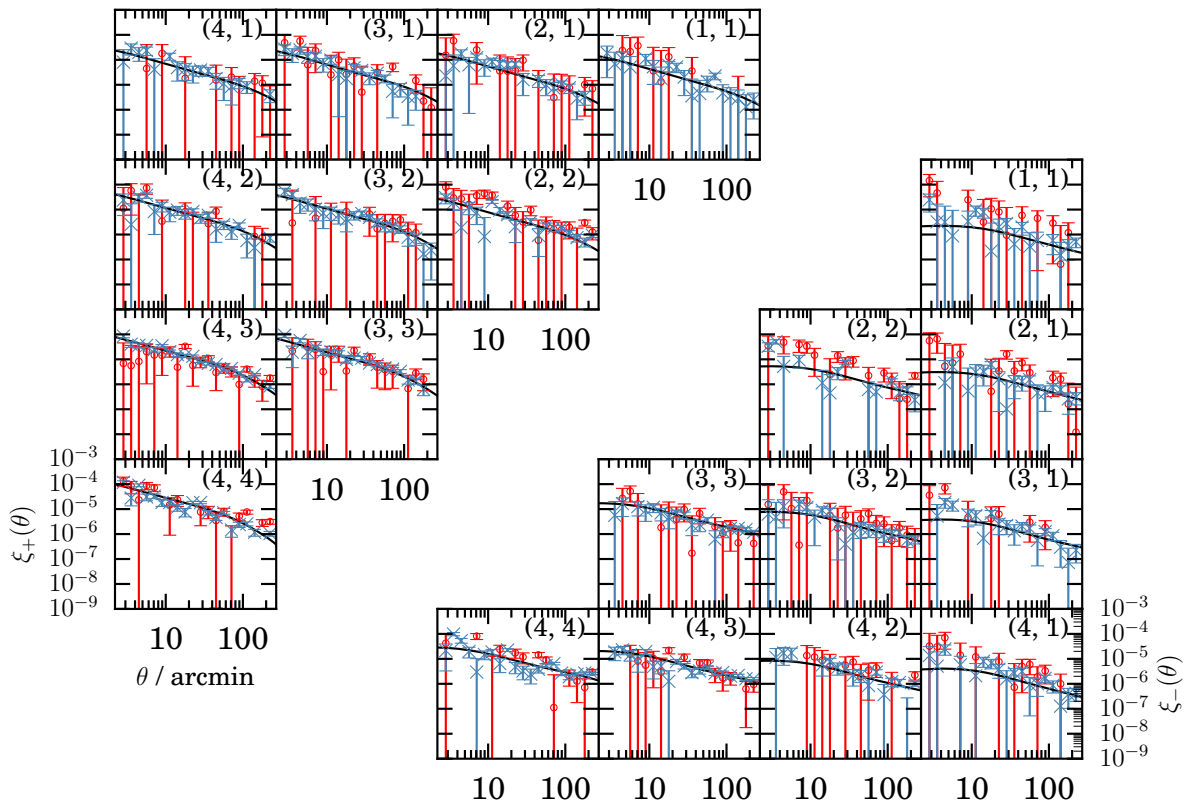 (4, 1) (3, 1) (2, 1) (1, 1)
10 100
(4, 2) (3, 2) (2, 2) (1, 1)
10 100
(4, 3) (3, 3) (2, 2) (2, 1)
10 100
10⁻³
10⁻⁴
10⁻⁵
10⁻⁶
10⁻⁷
10⁻⁸
10⁻⁹
ξ₊(θ)
(4, 4) (3, 3) (3, 2) (3, 1)
10 100
θ / arcmin
(4, 4) (4, 3) (4, 2) (4, 1)
10⁻³
10⁻⁴
10⁻⁵
10⁻⁶
10⁻⁷
10⁻⁸
10⁻⁹
ξ₋(θ)
10 100 10 100 10 100 10 100